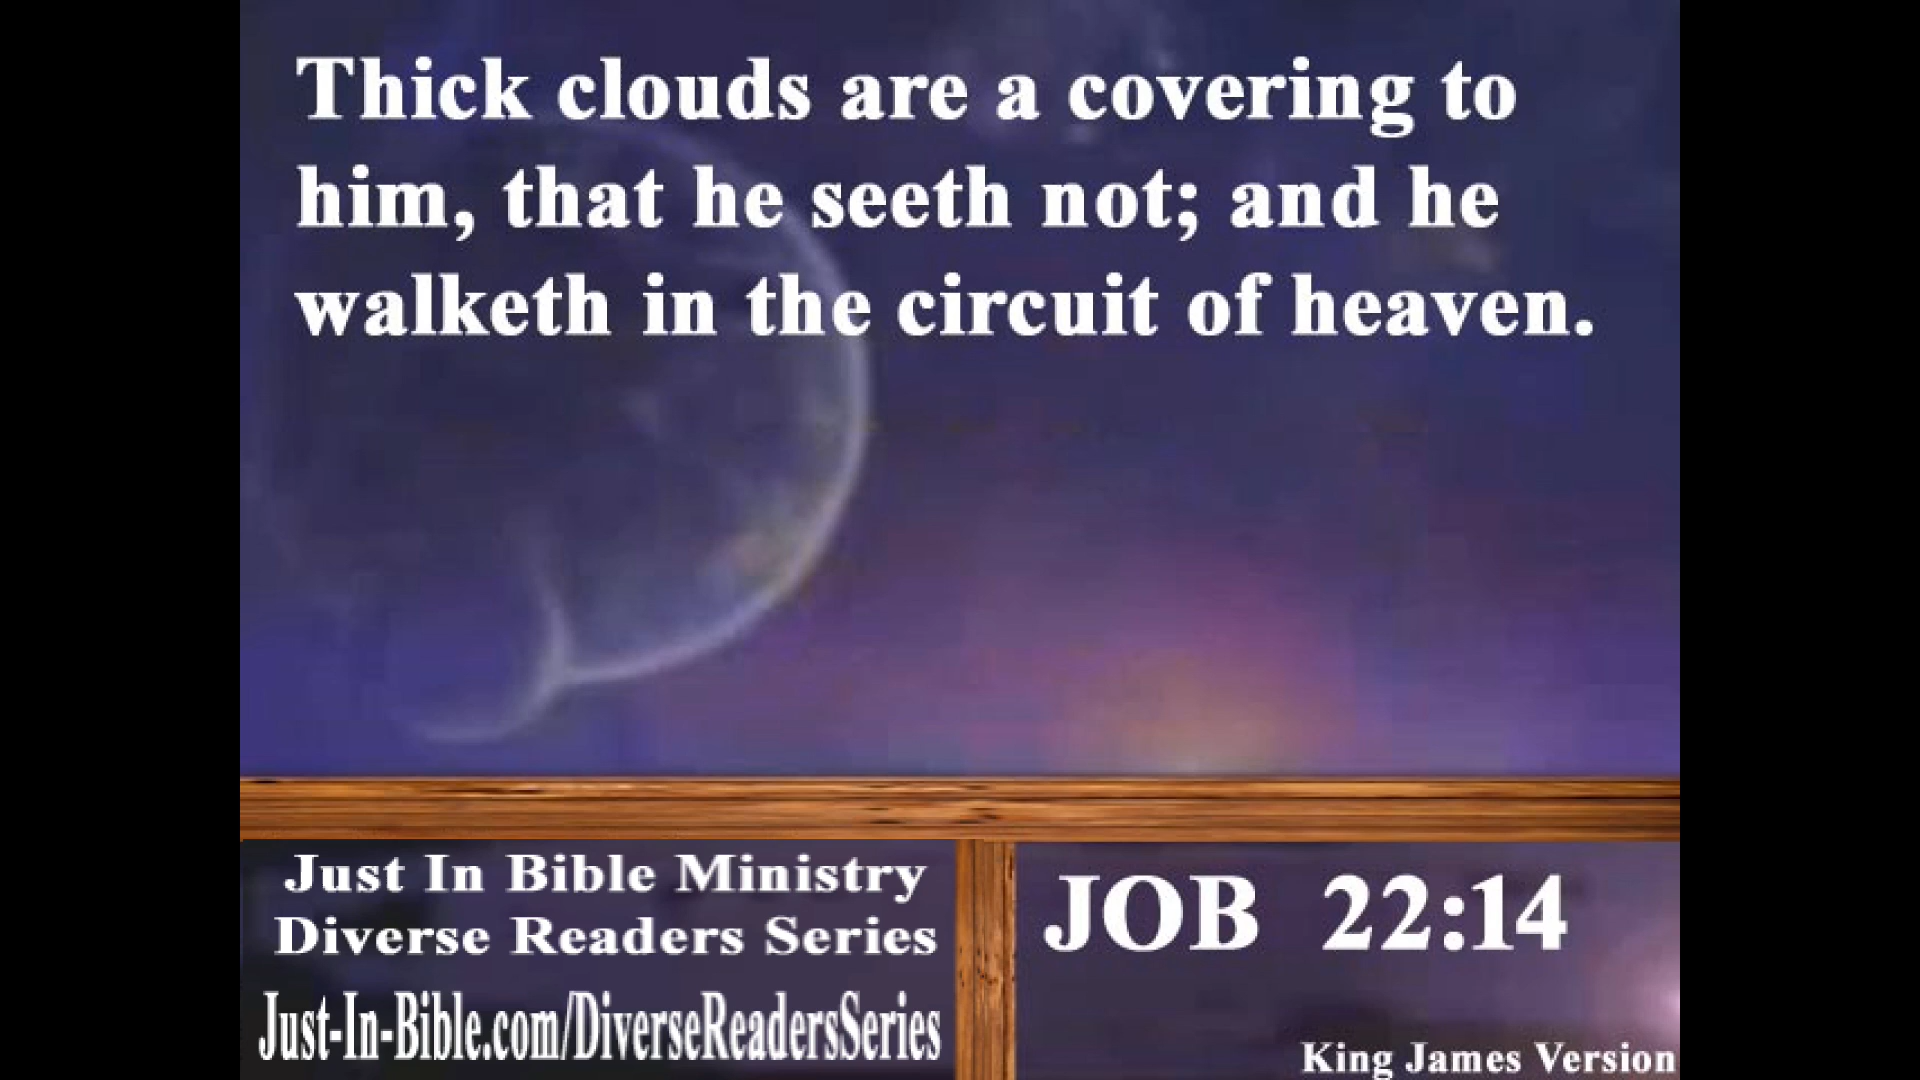 Thick clouds are a covering to
him, that he seeth not; and he
walketh in the circuit of heaven.
Just In Bible Ministry
Diverse Readers Series
Just-In-Bible.com/DiverseReadersSeries
JOB 22:14
King James Version